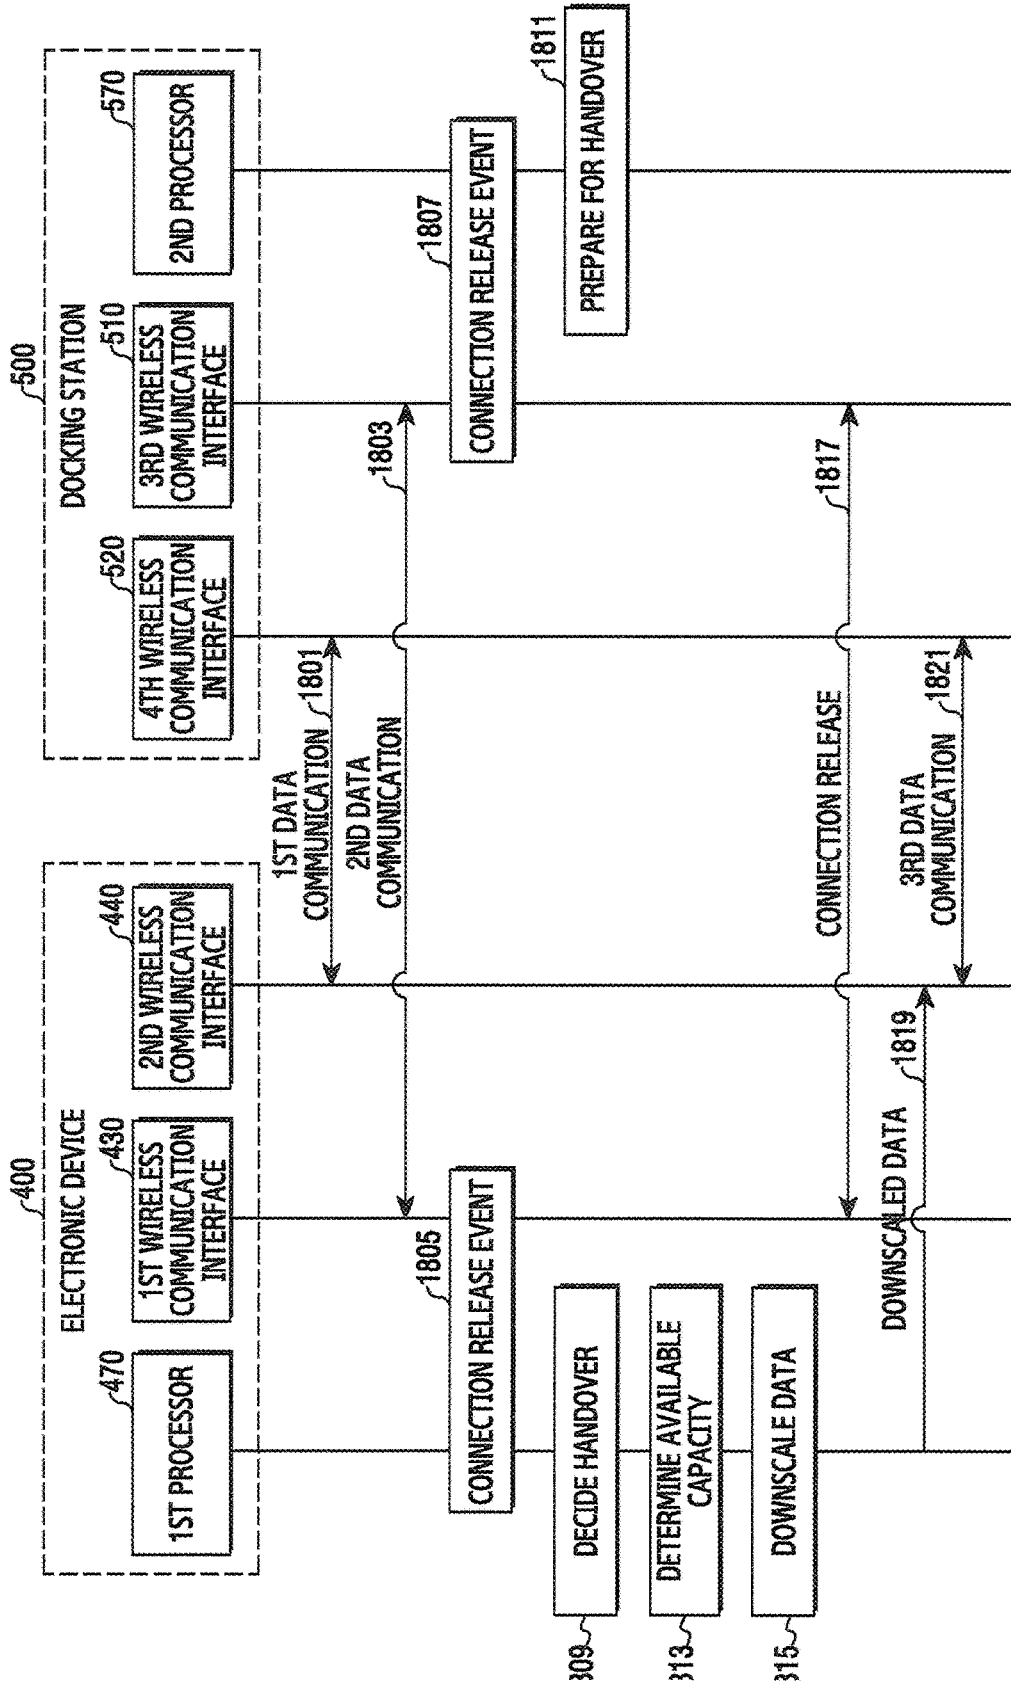 400
ELECTRONIC DEVICE
470
1ST PROCESSOR
430
1ST WIRELESS
COMMUNICATION
INTERFACE
440
2ND WIRELESS
COMMUNICATION
INTERFACE
500
DOCKING STATION
520
4TH WIRELESS
COMMUNICATION
INTERFACE
510
3RD WIRELESS
COMMUNICATION
INTERFACE
570
2ND PROCESSOR
1ST DATA
COMMUNICATION
1801
2ND DATA
COMMUNICATION
1803
1805
CONNECTION RELEASE EVENT
1807
CONNECTION RELEASE EVENT
809
DECIDE HANDOVER
1811
PREPARE FOR HANDOVER
813
DETERMINE AVAILABLE
CAPACITY
815
DOWNSCALE DATA
CONNECTION RELEASE
1817
DOWNSCALED DATA
1819
3RD DATA
COMMUNICATION
1821